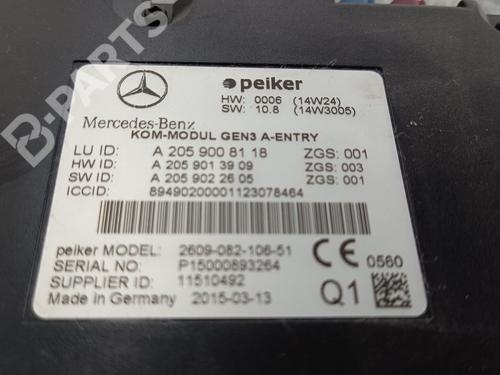 B-PARTS
peiker
HW: 0006 (14W24)
SW: 10.8 (14W3005)
Mercedes-Benz
KOM-MODUL GEN3 A-ENTRY
LU ID: A 205 900 81 18 ZGS: 001
HW ID: A 205 901 39 09 ZGS: 003
SW ID: A 205 902 26 05 ZGS: 001
ICCID: 89490200001123078464
peiker MODEL: 2609-082-106-51
SERIAL NO: P15000893264
SUPPLIER ID: 11510492
Made in Germany 2015-03-13
CE 0560
Q1